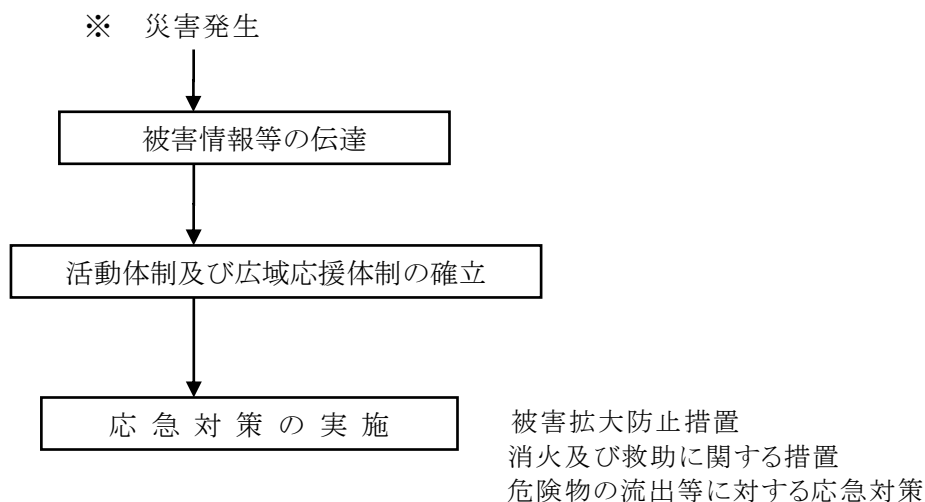 ※　災害発生
被害情報等の伝達
活動体制及び広域応援体制の確立
応 急 対 策 の 実 施
被害拡大防止措置
消火及び救助に関する措置
危険物の流出等に対する応急対策